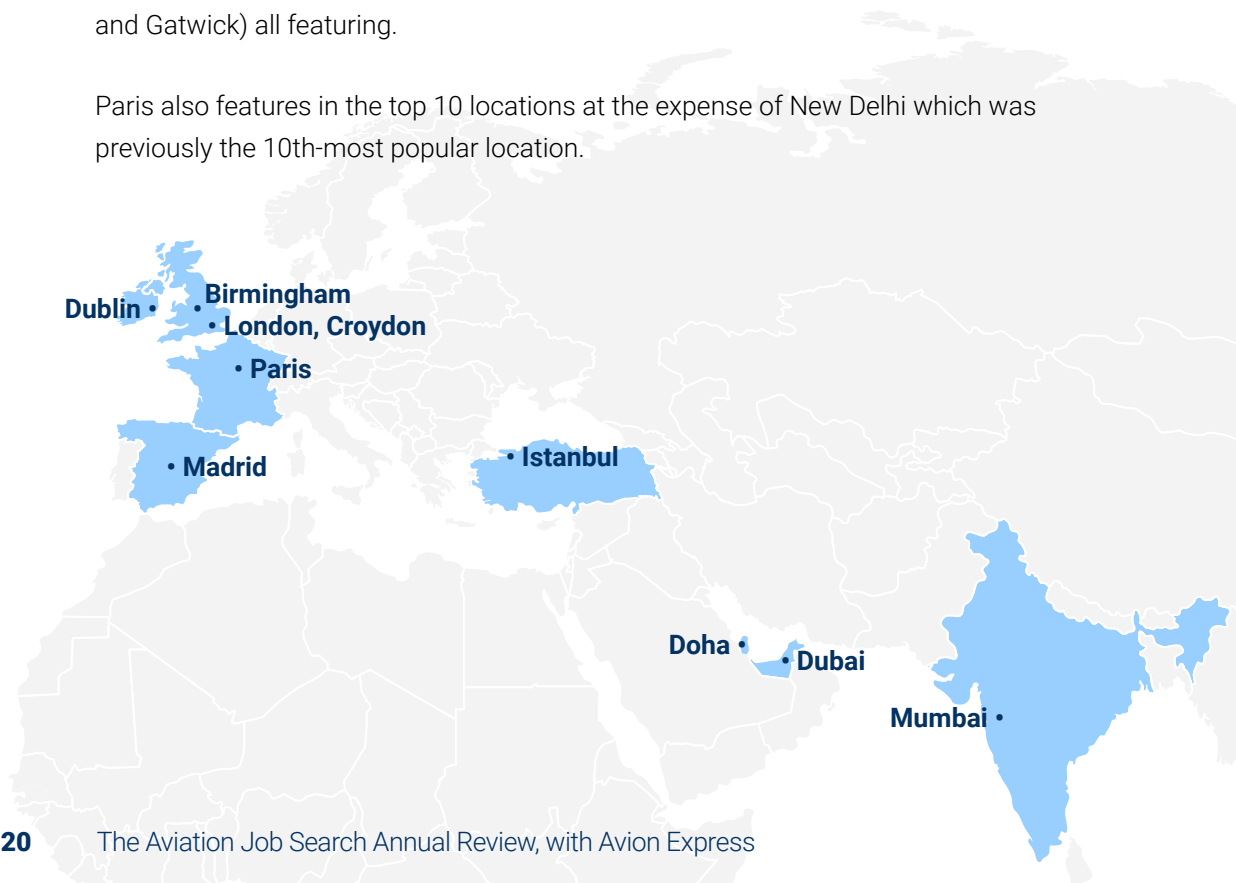 and Gatwick) all featuring.
Paris also features in the top 10 locations at the expense of New Delhi which was
previously the 10th-most popular location.
Birmingham
Dublin
London, Croydon
Paris
Istanbul
Madrid
Doha
Dubai
Mumbai
20 The Aviation Job Search Annual Review, with Avion Express